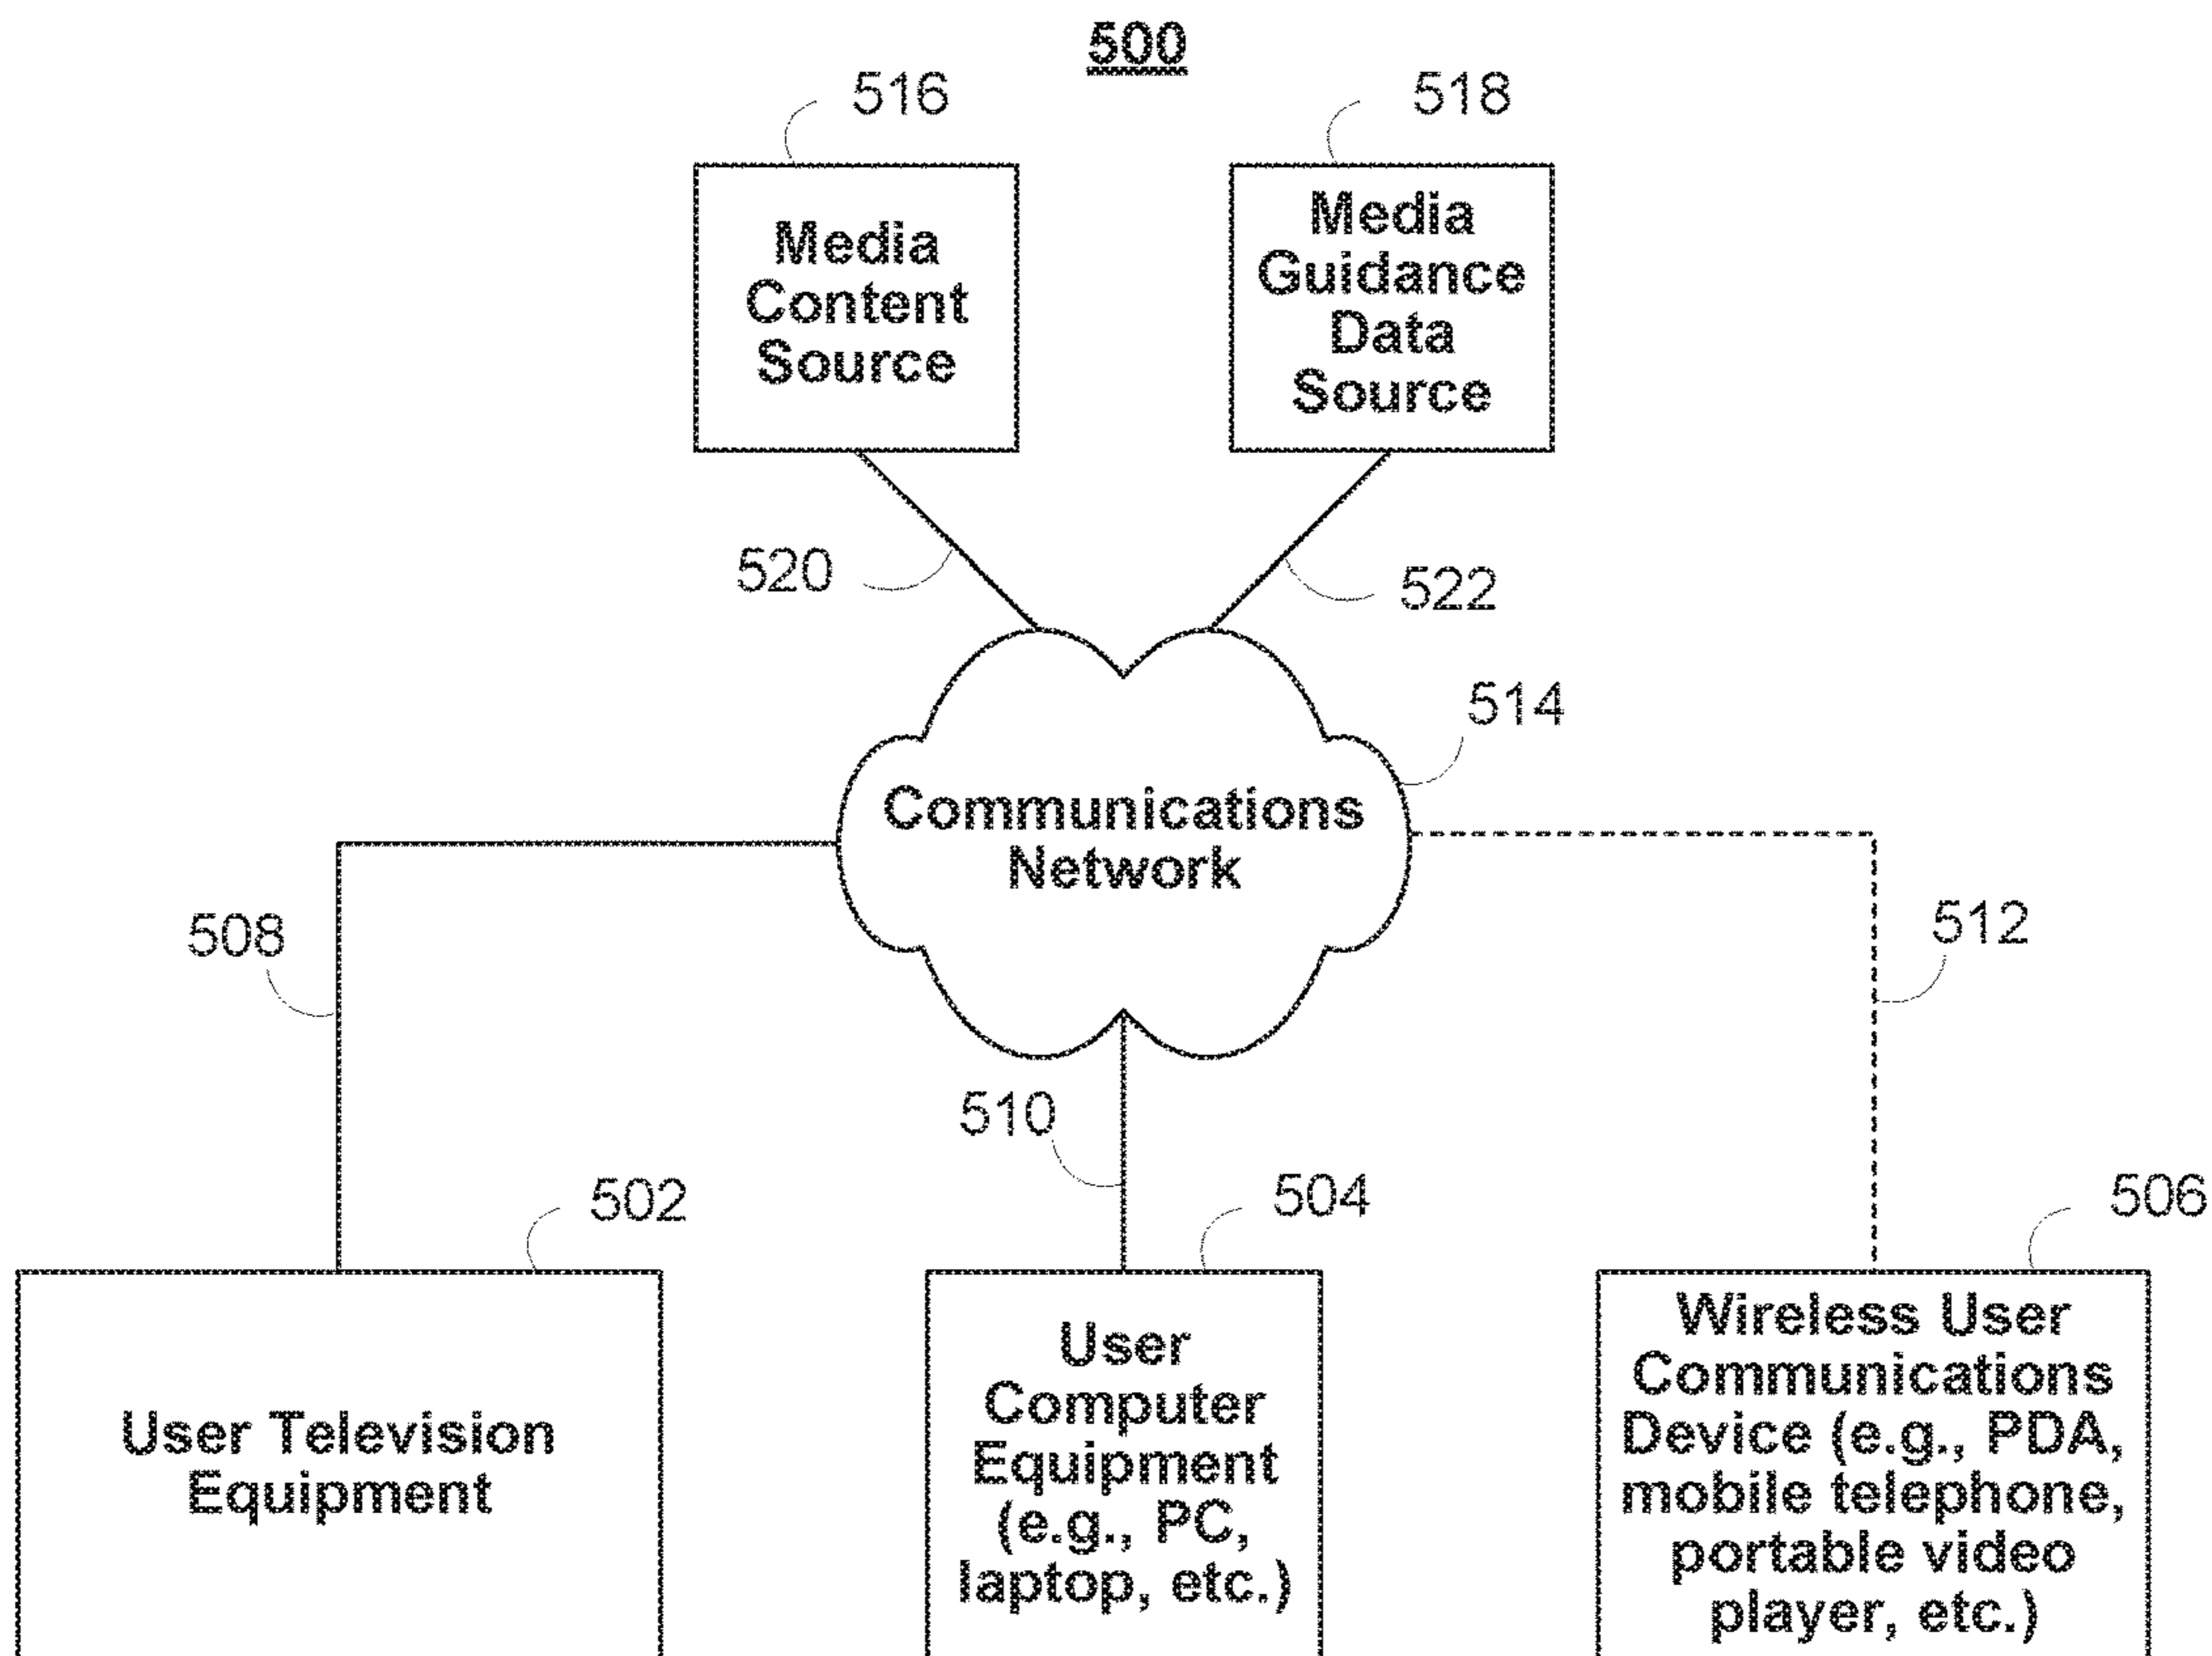 500
516
518
Media
Content
Source
Media
Guidance
Data
Source
520
522
514
Communications
Network
508
512
510
502
504
506
User Television
Equipment
User
Computer
Equipment
(e.g., PC,
laptop, etc.)
Wireless User
Communications
Device (e.g., PDA,
mobile telephone,
portable video
player, etc.)